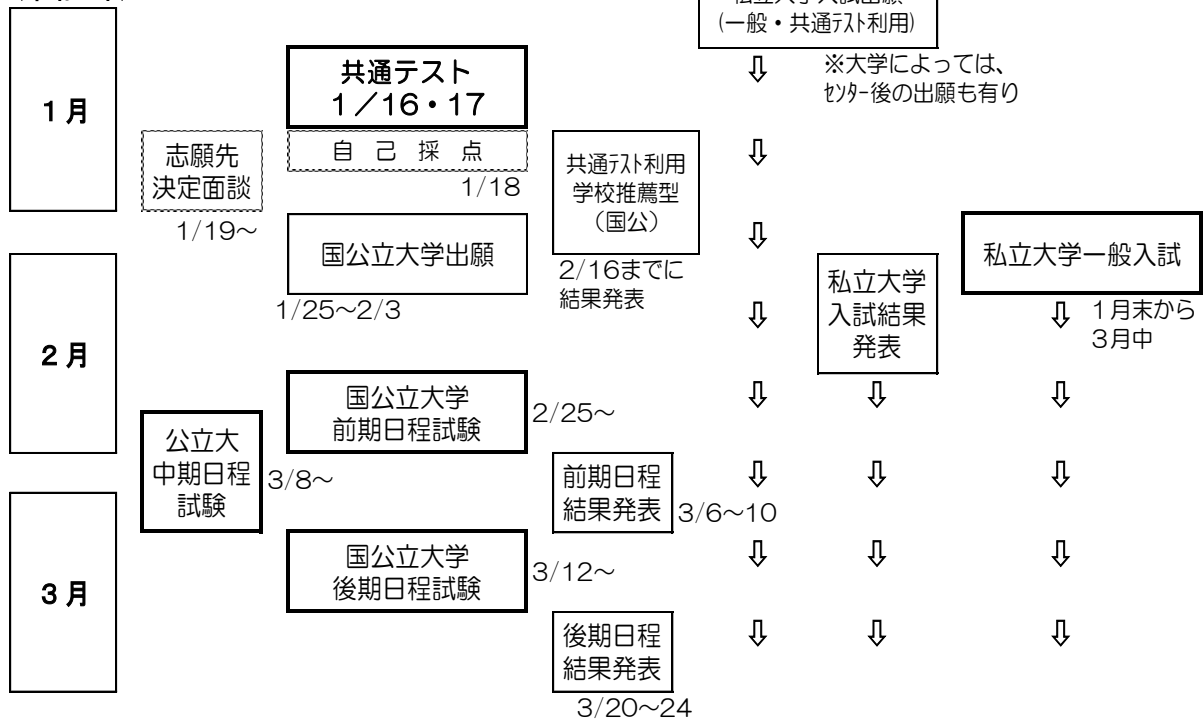 (一般・共通ﾃｽﾄ利用)
※大学によっては、
ｾﾝﾀｰ後の出願も有り
1月
共通テスト
1/16・17
自 己 採 点
1/18
志願先
決定面談
1/19~
共通ﾃｽﾄ利用
学校推薦型
(国公)
2/16までに
結果発表
国公立大学出願
1/25~2/3
私立大学一般入試
1月末から
3月中
私立大学
入試結果
発表
2月
国公立大学
前期日程試験
2/25~
公立大
中期日程
試験
3/8~
前期日程
結果発表
3/6~10
3月
国公立大学
後期日程試験
3/12~
後期日程
結果発表
3/20~24